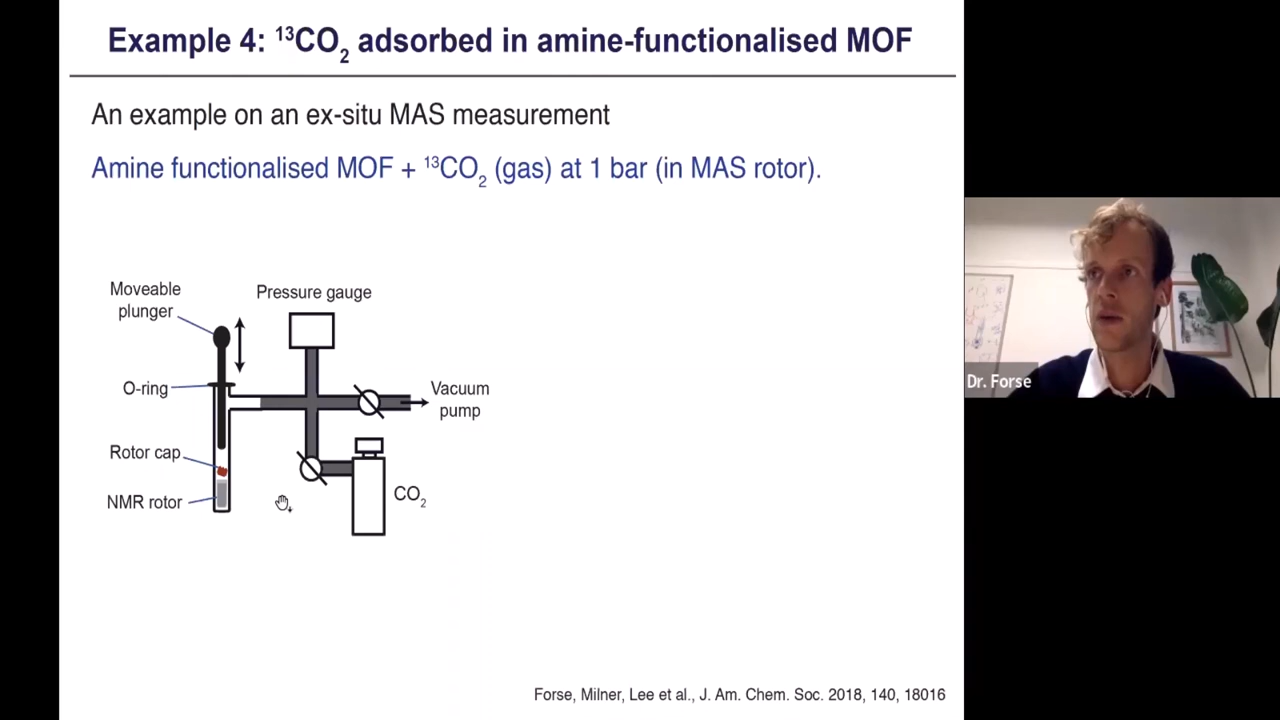 Example 4: ¹³CO₂ adsorbed in amine-functionalised MOF
An example on an ex-situ MAS measurement
Amine functionalised MOF + ¹³CO₂ (gas) at 1 bar (in MAS rotor).
Moveable
plunger
Pressure gauge
O-ring
Vacuum
pump
Rotor cap
NMR rotor
CO₂
Dr. Forse
Forse, Milner, Lee et al., J. Am. Chem. Soc. 2018, 140, 18016